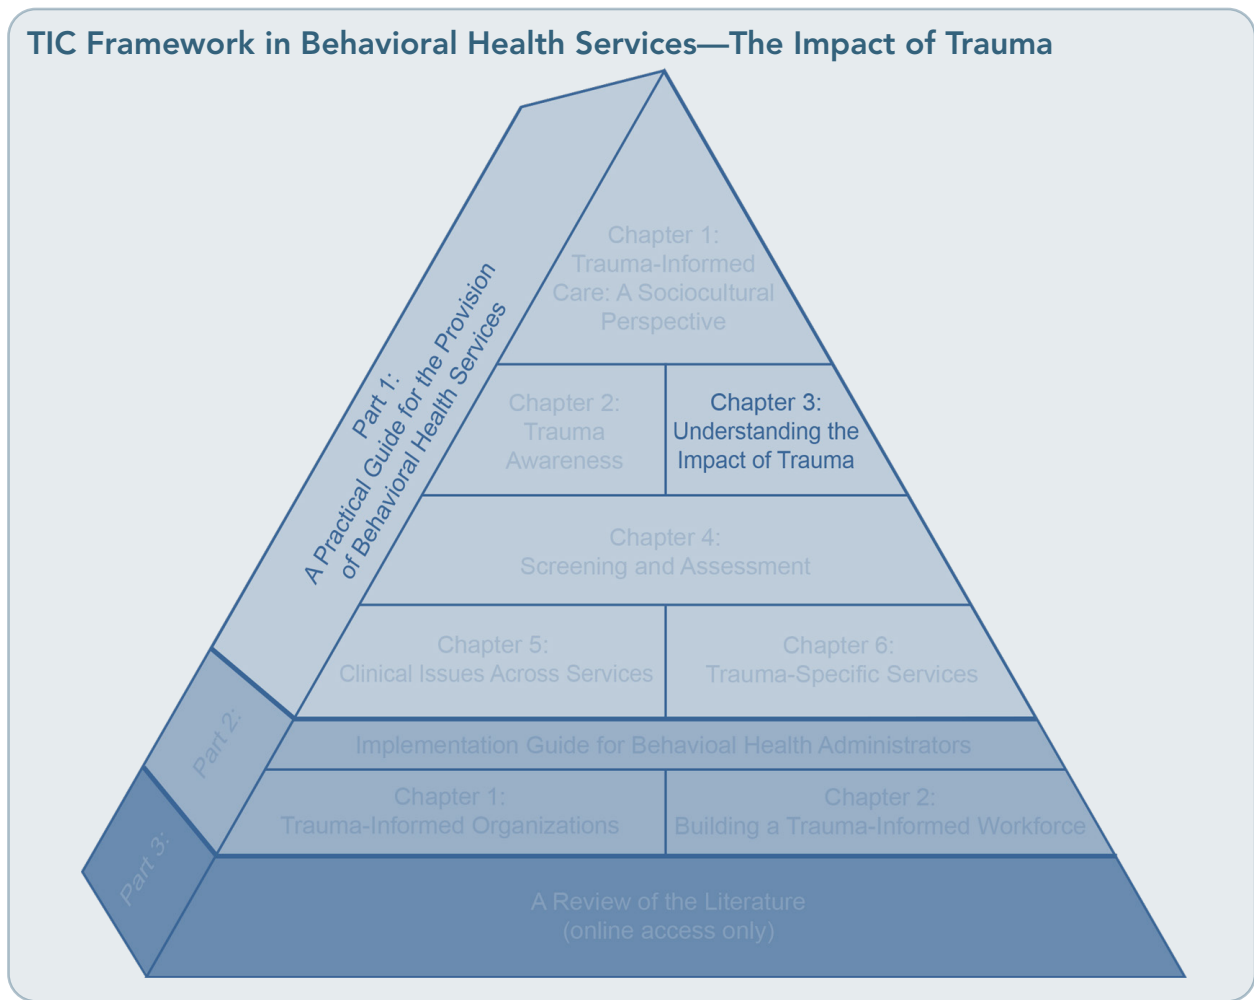 TIC Framework in Behavioral Health Services—The Impact of Trauma
Part 1:
A Practical Guide for the Provision
of Behavioral Health Services
Chapter 1:
Trauma-Informed
Care: A Sociocultural
Perspective
Chapter 2:
Trauma
Awareness
Chapter 3:
Understanding the
Impact of Trauma
Chapter 4:
Screening and Assessment
Chapter 5:
Clinical Issues Across Services
Chapter 6:
Trauma-Specific Services
Part 2:
Implementation Guide for Behavioal Health Administrators
Chapter 1:
Trauma-Informed Organizations
Chapter 2:
Building a Trauma-Informed Workforce
Part 3:
A Review of the Literature
(online access only)